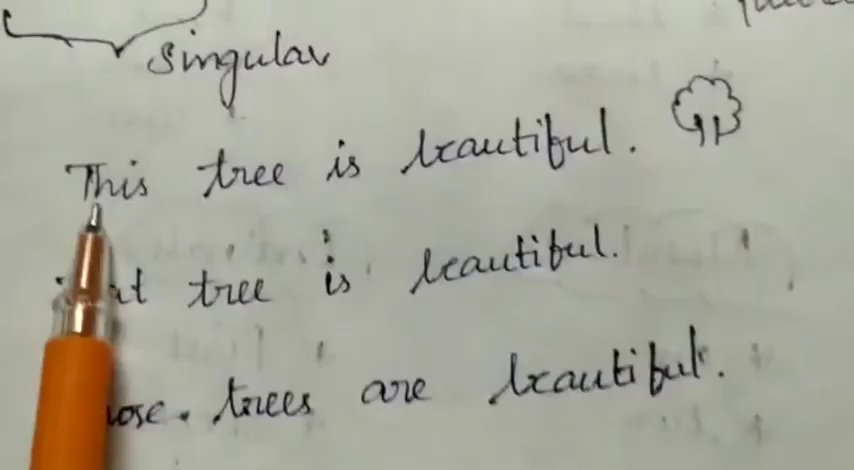 singular
This tree is beautiful.
tree is beautiful.
trees are beautiful.